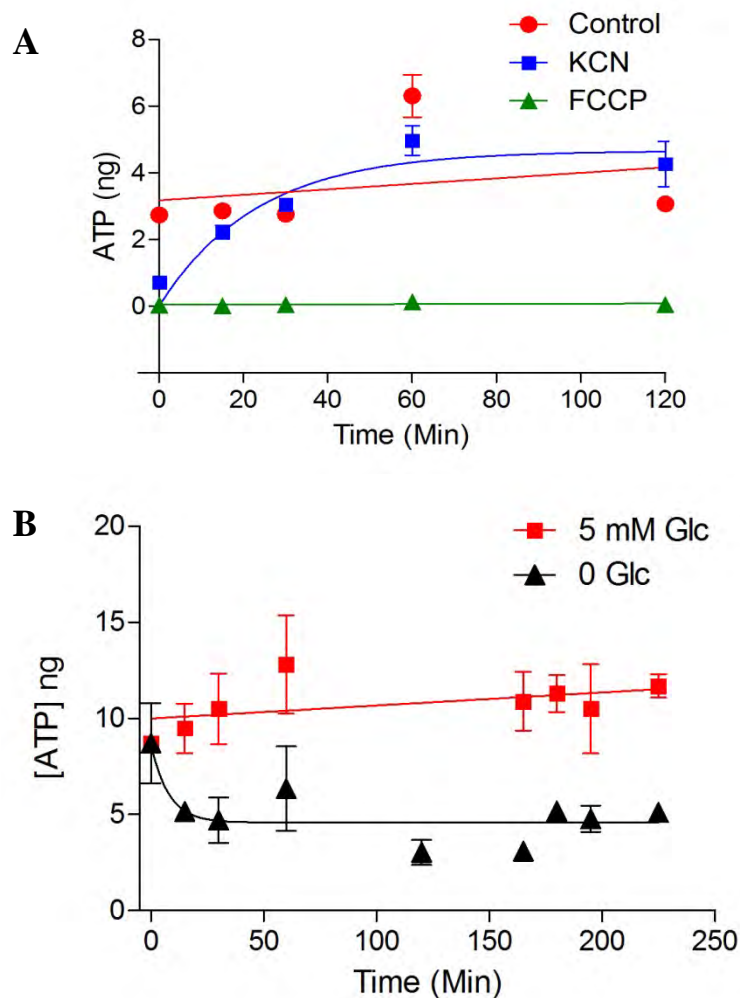 A
Control
KCN
FCCP
8
6
4
2
0
ATP (ng)
0 20 40 60 80 100 120
Time (Min)
B
5 mM Glc
0 Glc
20
15
10
5
0
[ATP] ng
0 50 100 150 200 250
Time (Min)